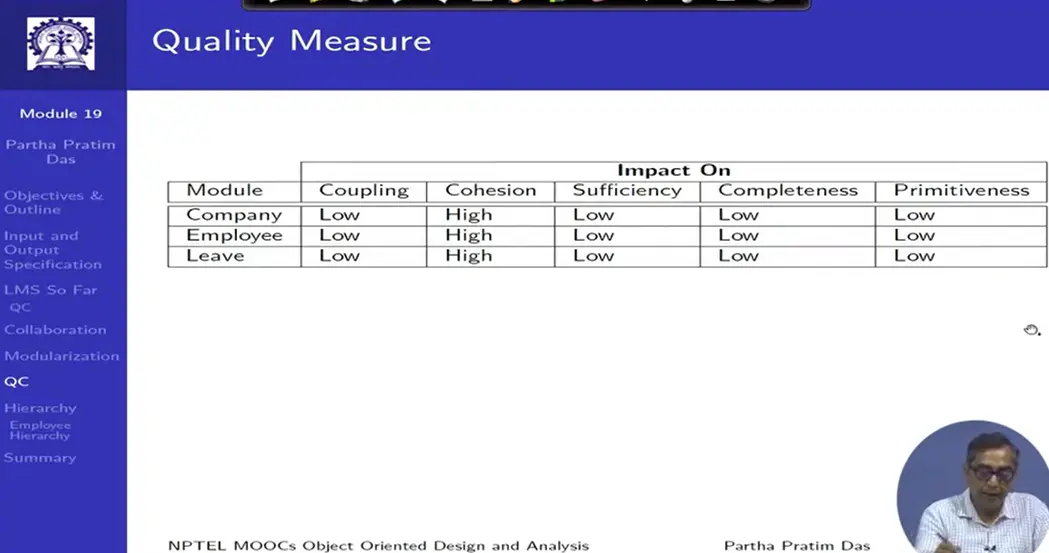 Quality Measure
Module 19
Partha Pratim
Das
Objectives &
Outline
Input and
Output
Specification
LMS So Far
QC
Collaboration
Modularization
QC
Hierarchy
Employee
Hierarchy
Summary
Impact On
Module Coupling Cohesion Sufficiency Completeness Primitiveness
Company Low High Low Low Low
Employee Low High Low Low Low
Leave Low High Low Low Low
NPTEL MOOCs Object Oriented Design and Analysis Partha Pratim Das